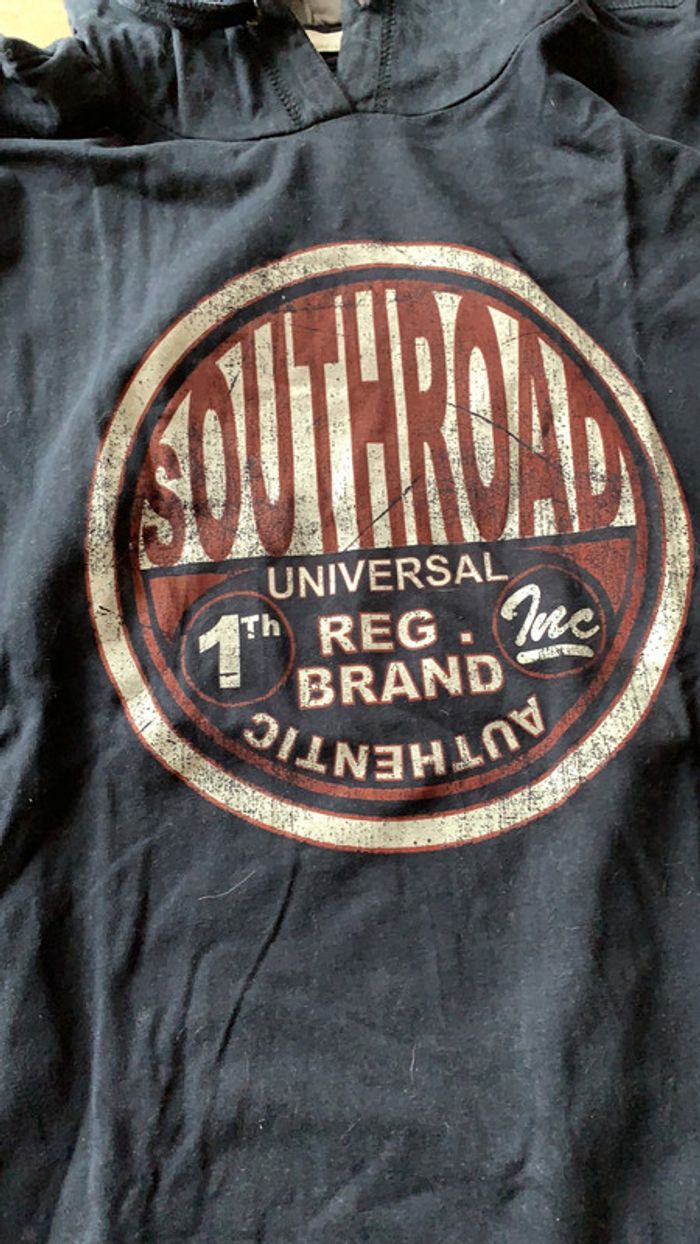 SOUTHROAD
UNIVERSAL
1Th
REG .
BRAND
Inc
AUTHENTIC